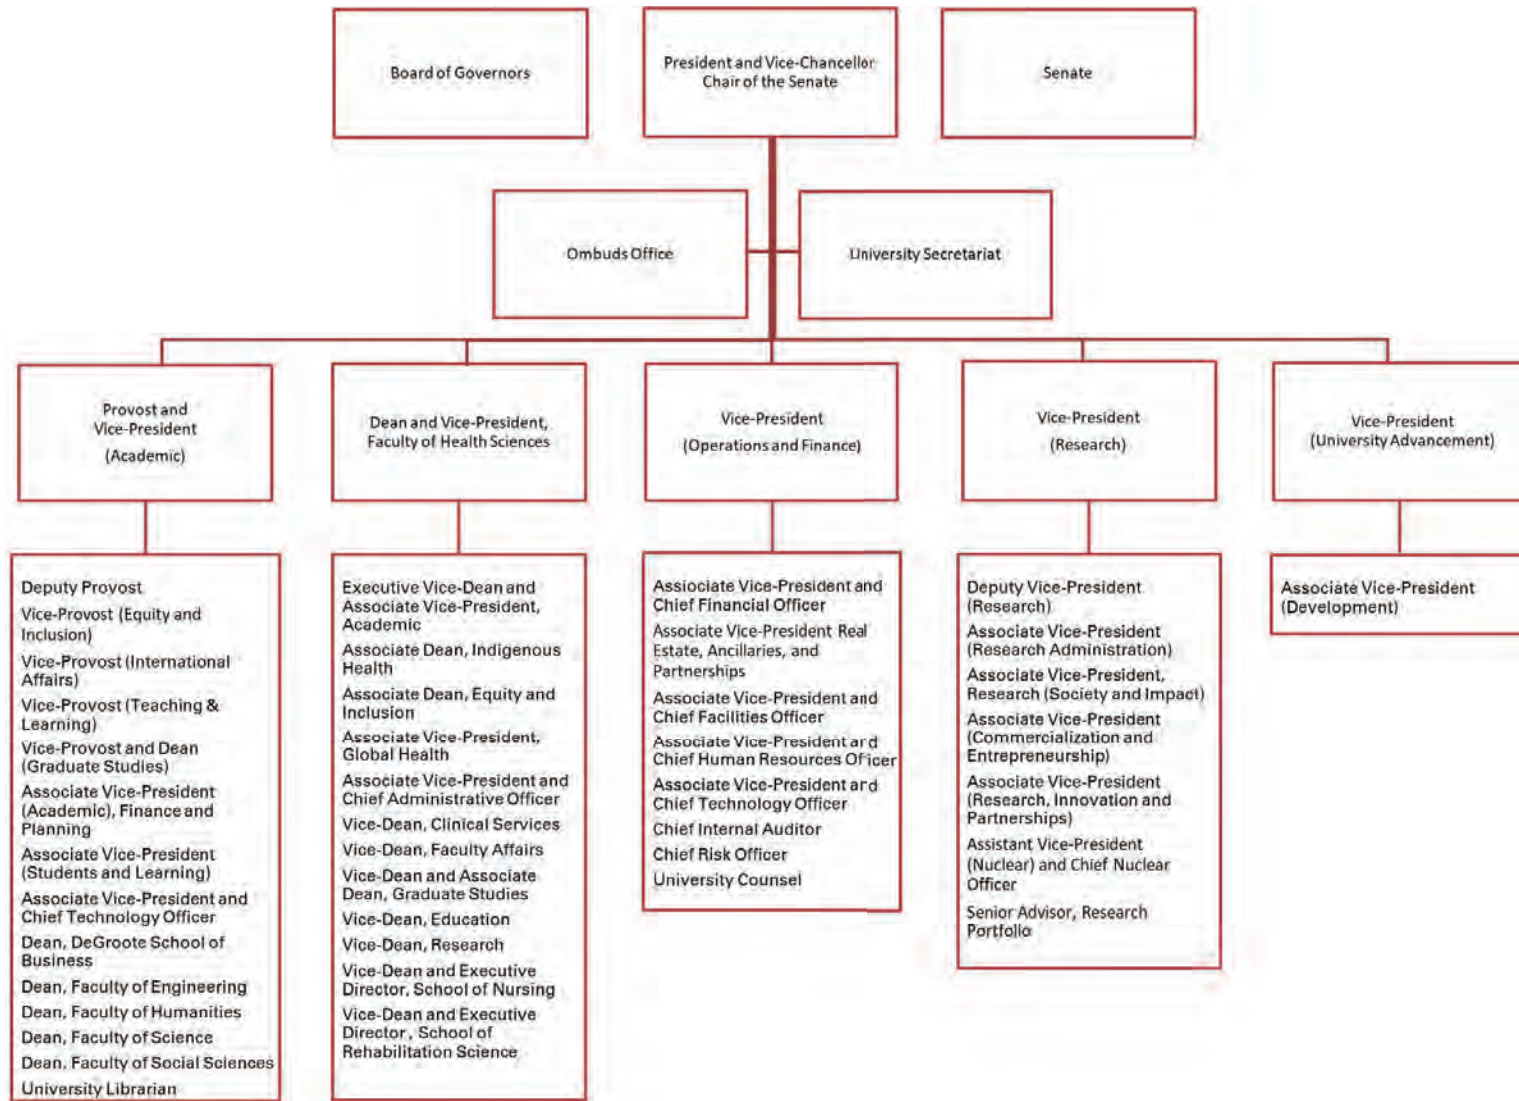 Board of Governors
President and Vice-Chancellor
Chair of the Senate
Senate
Ombuds Office
University Secretariat
Provost and
Vice-President
(Academic)
Dean and Vice-President,
Faculty of Health Sciences
Vice-President
(Operations and Finance)
Vice-President
(Research)
Vice-President
(University Advancement)
Deputy Provost
Vice-Provost (Equity and
Inclusion)
Vice-Provost (International
Affairs)
Vice-Provost (Teaching &
Learning)
Vice-Provost and Dean
(Graduate Studies)
Associate Vice-President
(Academic), Finance and
Planning
Associate Vice-President
(Students and Learning)
Associate Vice-President and
Chief Technology Officer
Dean, DeGroote School of
Business
Dean, Faculty of Engineering
Dean, Faculty of Humanities
Dean, Faculty of Science
Dean, Faculty of Social Sciences
University Librarian
Executive Vice-Dean and
Associate Vice-President,
Academic
Associate Dean, Indigenous
Health
Associate Dean, Equity and
Inclusion
Associate Vice-President,
Global Health
Associate Vice-President and
Chief Administrative Officer
Vice-Dean, Clinical Services
Vice-Dean, Faculty Affairs
Vice-Dean and Associate
Dean, Graduate Studies
Vice-Dean, Education
Vice-Dean, Research
Vice-Dean and Executive
Director, School of Nursing
Vice-Dean and Executive
Director, School of
Rehabilitation Science
Assiociate Vice-President and
Chief Financial Officer
Associate Vice-President Real
Estate, Ancillaries, and
Partnerships
Associate Vice-President and
Chief Facilities Officer
Associate Vice-President and
Chief Human Resources Officer
Associate Vice-President and
Chief Technology Officer
Chief Internal Auditor
Chief Risk Officer
University Counsel
Deputy Vice-President
(Research)
Associate Vice-President
(Research Administration)
Associate Vice-President,
Research (Society and Impact)
Associate Vice-President
(Commercialization and
Entrepreneurship)
Associate Vice-President
(Research, Innovation and
Partnerships)
Assistant Vice-President
(Nuclear) and Chief Nuclear
Officer
Senior Advisor, Research
Portfolio
Associate Vice-President
(Development)